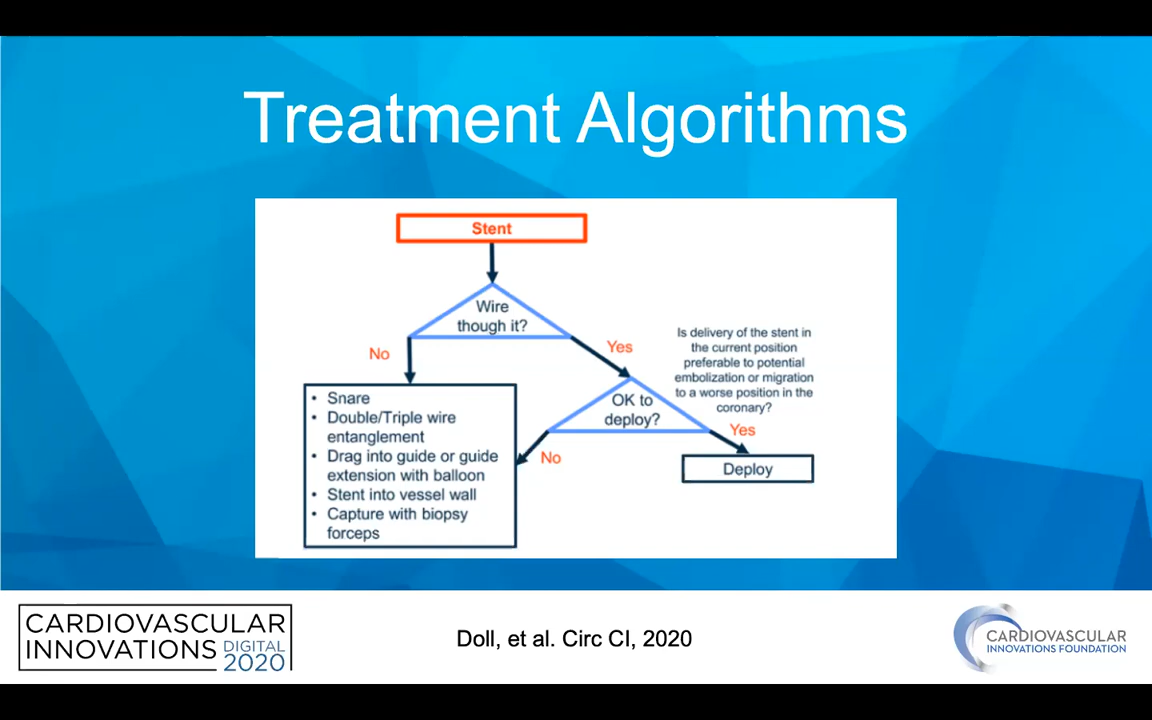 Treatment Algorithms
Stent
Wire
though it?
No
Yes
Is delivery of the stent in
the current position
preferable to potential
embolization or migration
to a worse position in the
coronary?
OK to
deploy?
No
Yes
Deploy
• Snare
• Double/Triple wire
entanglement
• Drag into guide or guide
extension with balloon
• Stent into vessel wall
• Capture with biopsy
forceps
CARDIOVASCULAR
INNOVATIONS DIGITAL
2020
Doll, et al. Circ CI, 2020
CARDIOVASCULAR
INNOVATIONS FOUNDATION